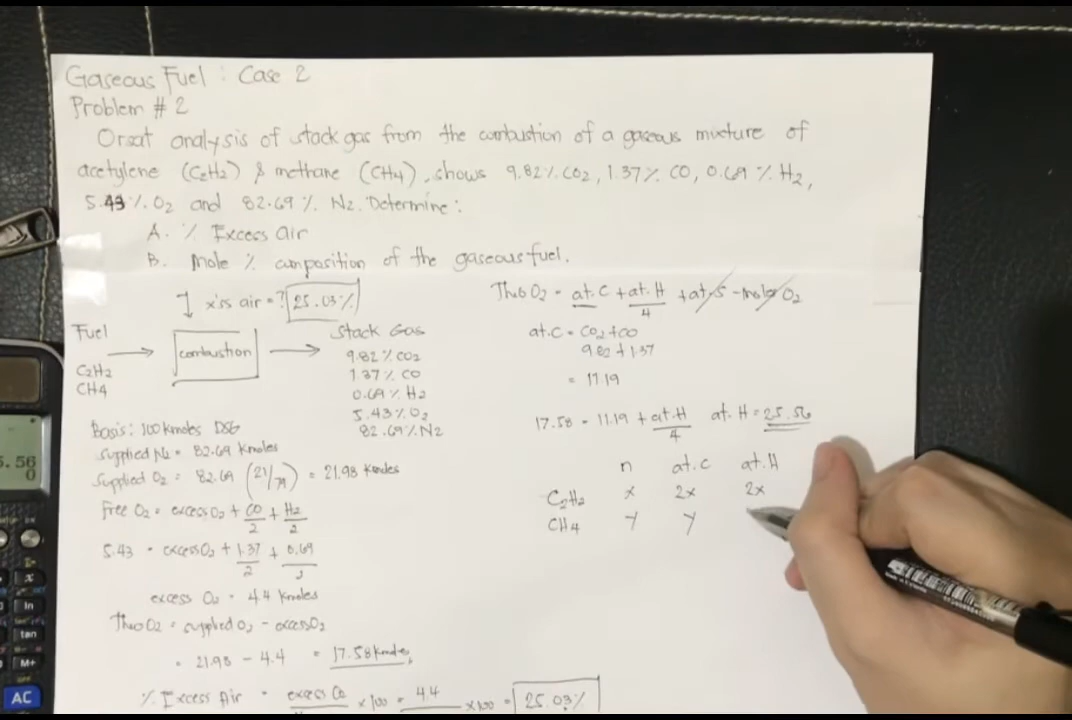 Gaseous Fuel : Case 2
Problem # 2
Orsat analysis of stack gas from the combustion of a gaseous mixture of
acetylene (C2H2) & methane (CH4), shows 9.82% CO2, 1.37% CO, 0.69% H2,
5.43% O2 and 82.69% N2. Determine:
A. % Excess air
B. Mole % composition of the gaseous fuel.
x'ss air = ? 25.03%
Fuel
C2H2
CH4
combustion
Stack Gas
9.82% CO2
1.37% CO
0.69% H2
5.43% O2
82.69% N2
Basis: 100 Kmoles DSG
Supplied N2 = 82.69 Kmoles
Supplied O2 = 82.69 (21/79) = 21.98 Kmoles
Free O2 = excess O2 + CO/2 + H2/2
5.43 = excess O2 + 1.37/2 + 0.69/2
excess O2 = 4.4 Kmoles
Theo O2 = supplied O2 - excess O2
= 21.98 - 4.4 = 17.58 Kmoles
% Excess Air = excess O2 x 100 = 4.4 x 100 = 25.03%
Theo O2 = at.C + at.H/4 + at.S - moles O2
at.C = CO2 + CO
9.82 + 1.37
= 11.19
17.58 = 11.19 + at.H/4 at.H = 25.56
n at.C at.H
C2H2 x 2x 2x
CH4 y y
5.56
0
x
ln
tan
M+
AC